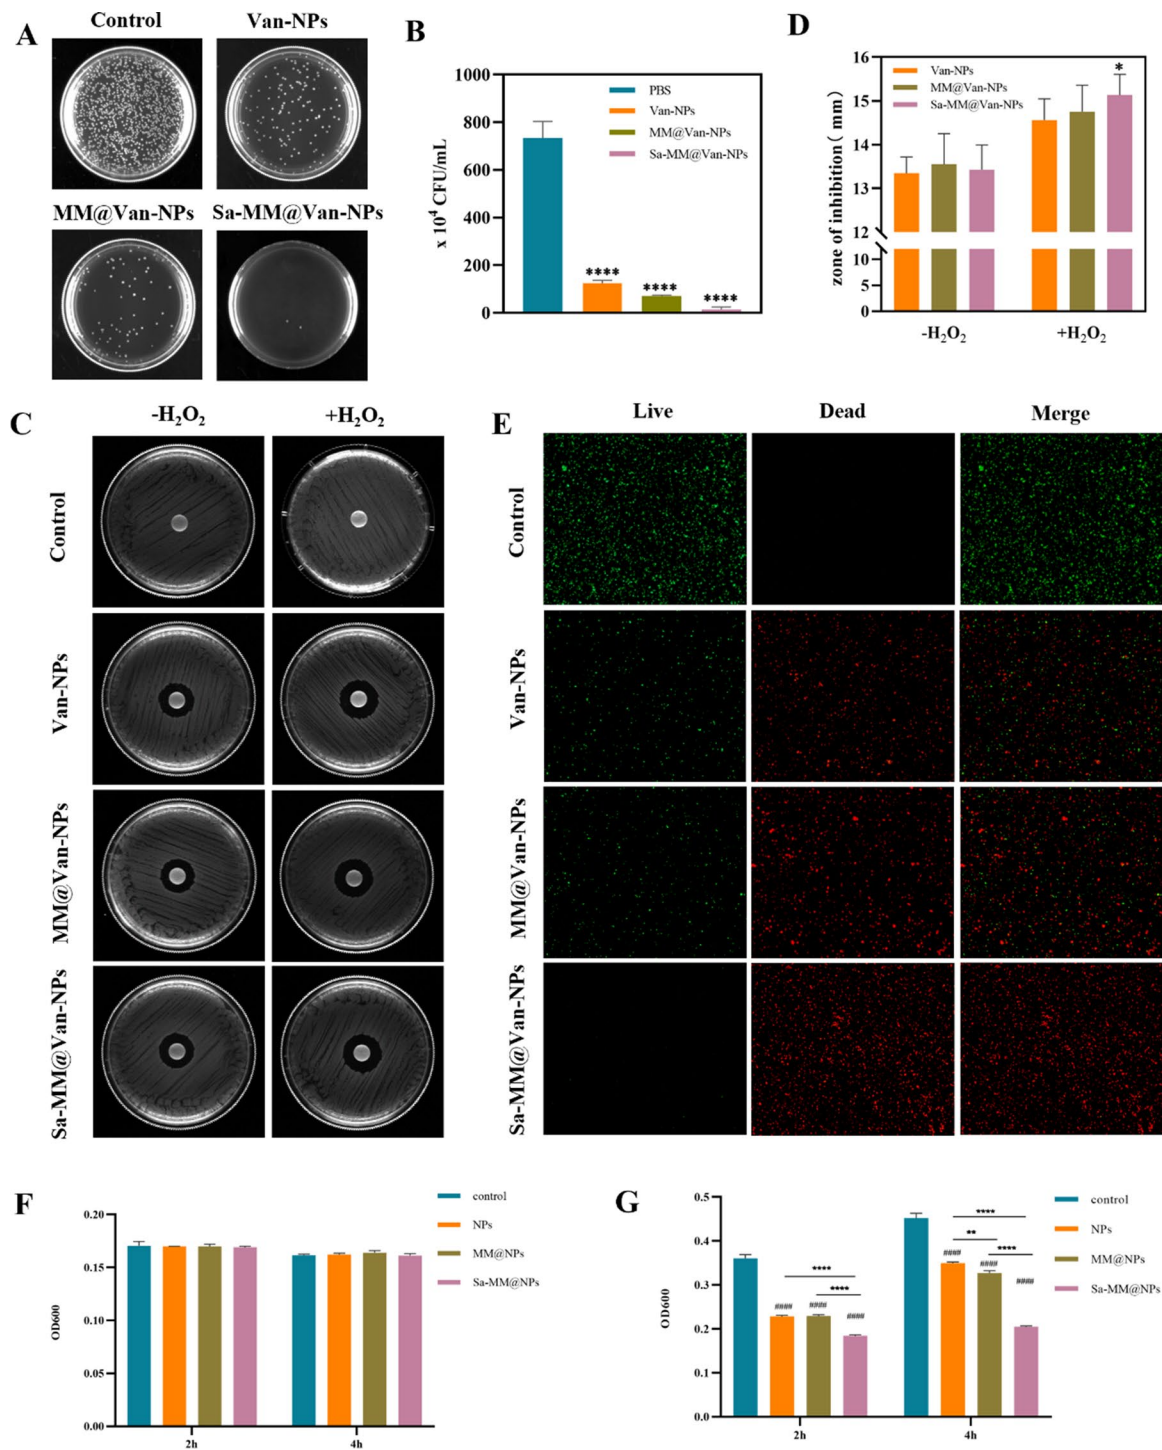 A
Control
Van-NPs
MM@Van-NPs
Sa-MM@Van-NPs
B
1000
800
600
400
200
0
x 10⁴ CFU/mL
PBS
Van-NPs
MM@Van-NPs
Sa-MM@Van-NPs
****
****
****
D
16
15
14
13
12
10
5
0
zone of inhibition( mm)
Van-NPs
MM@Van-NPs
Sa-MM@Van-NPs
*
-H₂O₂
+H₂O₂
C
-H₂O₂
+H₂O₂
Control
Van-NPs
MM@Van-NPs
Sa-MM@Van-NPs
E
Live
Dead
Merge
Control
Van-NPs
MM@Van-NPs
Sa-MM@Van-NPs
F
0.20
0.15
0.10
0.05
0.00
OD600
2h
4h
control
NPs
MM@NPs
Sa-MM@NPs
G
0.5
0.4
0.3
0.2
0.1
0.0
OD600
****
****
####
####
####
****
**
****
####
####
####
2h
4h
control
NPs
MM@NPs
Sa-MM@NPs